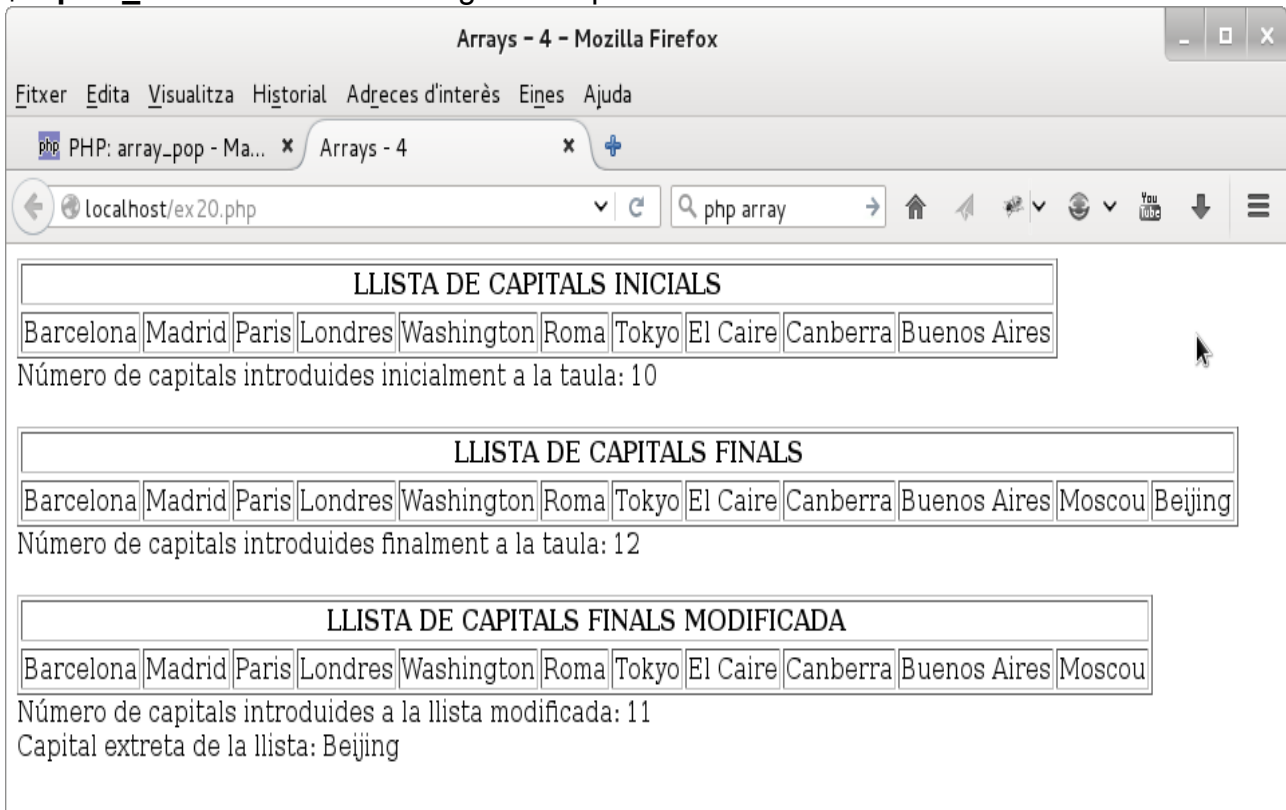 Arrays - 4 - Mozilla Firefox
Fitxer Edita Visualitza Historial Adreces d'interès Eines Ajuda
php PHP: array_pop - Ma... Arrays - 4
localhost/ex20.php php array You Tube
LLISTA DE CAPITALS INICIALS
Barcelona Madrid Paris Londres Washington Roma Tokyo El Caire Canberra Buenos Aires
Número de capitals introduides inicialment a la taula: 10
LLISTA DE CAPITALS FINALS
Barcelona Madrid Paris Londres Washington Roma Tokyo El Caire Canberra Buenos Aires Moscou Beijing
Número de capitals introduides finalment a la taula: 12
LLISTA DE CAPITALS FINALS MODIFICADA
Barcelona Madrid Paris Londres Washington Roma Tokyo El Caire Canberra Buenos Aires Moscou
Número de capitals introduides a la llista modificada: 11
Capital extreta de la llista: Beijing